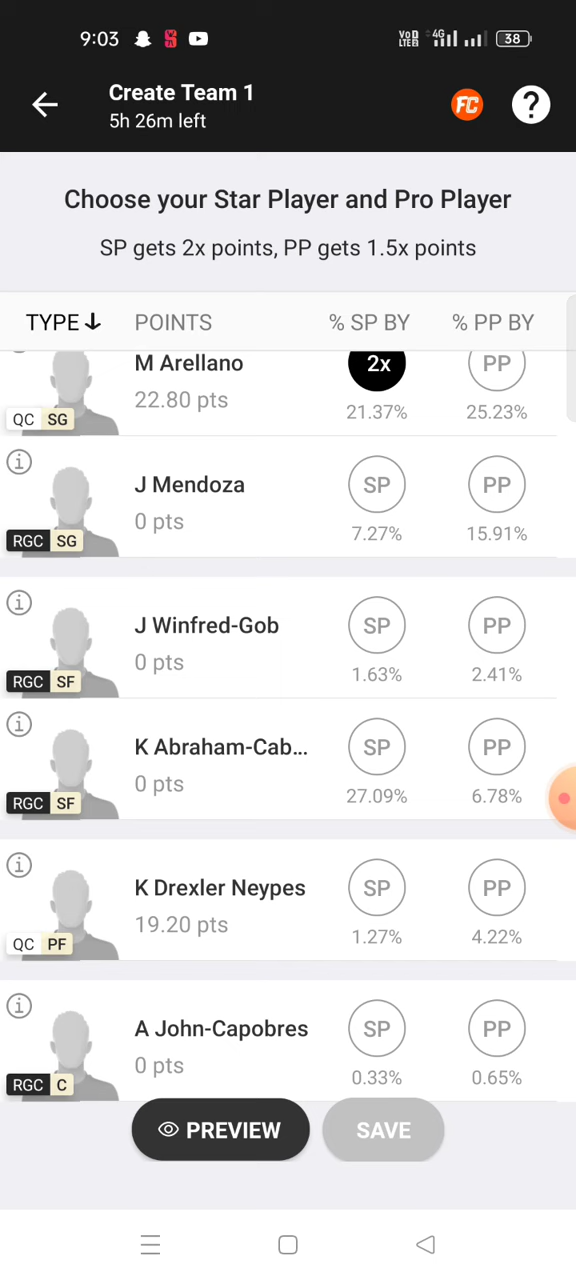 9:03
VoD LTE2 4G 38
Create Team 1
5h 26m left
FC
?
Choose your Star Player and Pro Player
SP gets 2x points, PP gets 1.5x points
TYPE↓ POINTS % SP BY % PP BY
M Arellano 2x PP
22.80 pts 21.37% 25.23%
QC SG
J Mendoza SP PP
0 pts 7.27% 15.91%
RGC SG
J Winfred-Gob SP PP
0 pts 1.63% 2.41%
RGC SF
K Abraham-Cab... SP PP
0 pts 27.09% 6.78%
RGC SF
K Drexler Neypes SP PP
19.20 pts 1.27% 4.22%
QC PF
A John-Capobres SP PP
0 pts 0.33% 0.65%
RGC C
PREVIEW SAVE